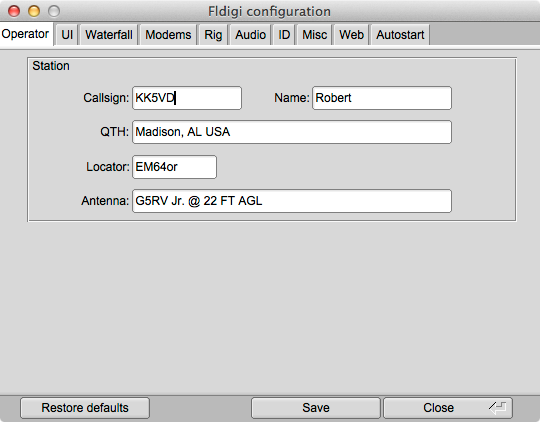 Fldigi configuration
Operator UI Waterfall Modems Rig Audio ID Misc Web Autostart
Station
Callsign: KK5VD Name: Robert
QTH: Madison, AL USA
Locator: EM64or
Antenna: G5RV Jr. @ 22 FT AGL
Restore defaults Save Close